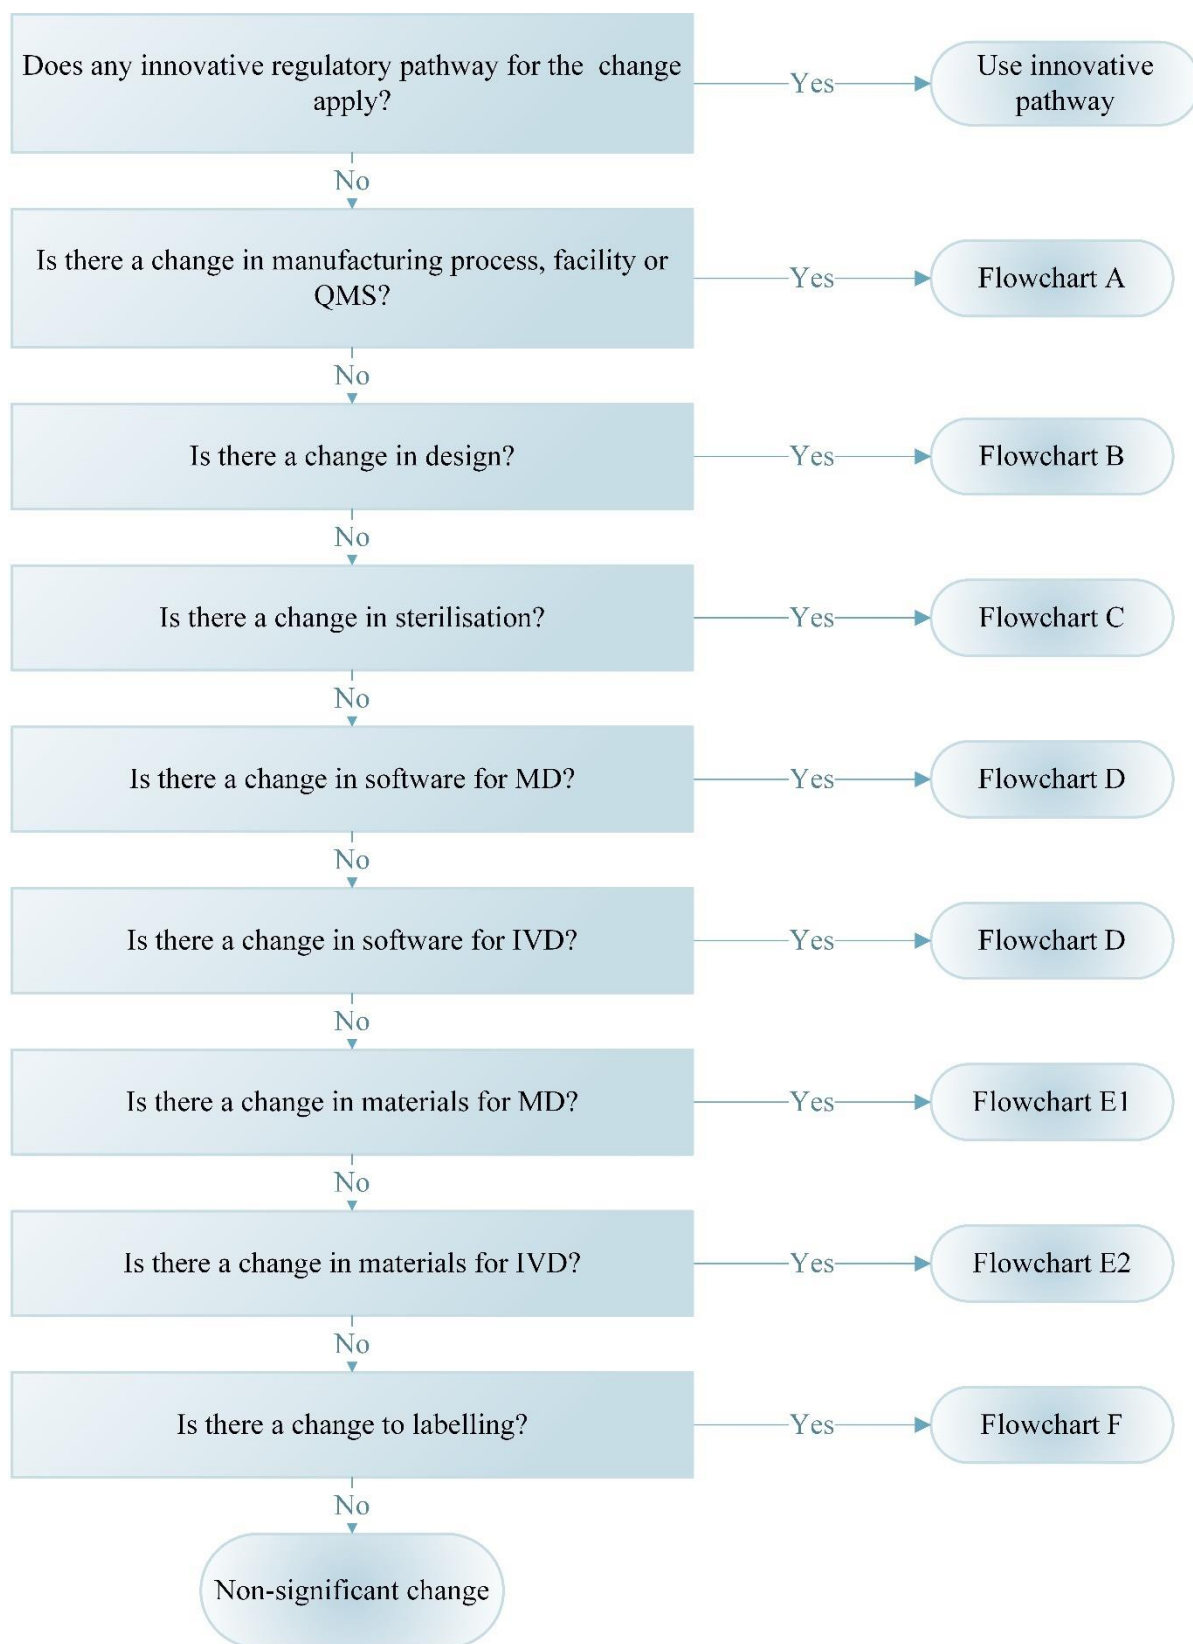 Does any innovative regulatory pathway for the change
apply?
Yes
Use innovative
pathway
No
Is there a change in manufacturing process, facility or
QMS?
Yes
Flowchart A
No
Is there a change in design?
Yes
Flowchart B
No
Is there a change in sterilisation?
Yes
Flowchart C
No
Is there a change in software for MD?
Yes
Flowchart D
No
Is there a change in software for IVD?
Yes
Flowchart D
No
Is there a change in materials for MD?
Yes
Flowchart E1
No
Is there a change in materials for IVD?
Yes
Flowchart E2
No
Is there a change to labelling?
Yes
Flowchart F
No
Non-significant change